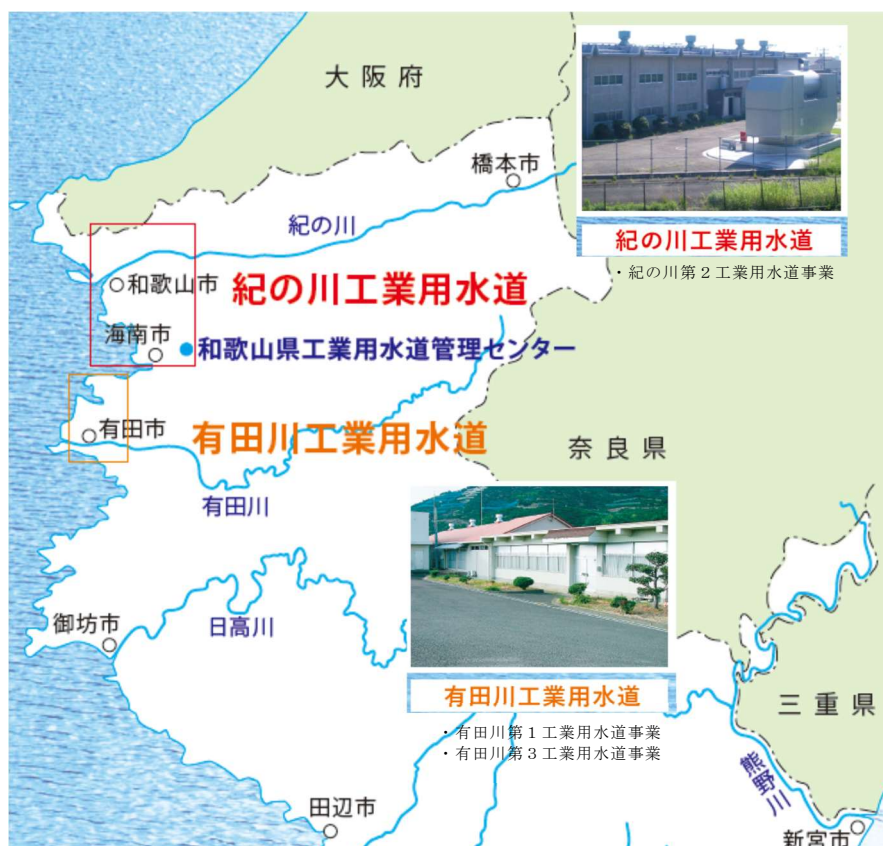 大阪府
橋本市
紀の川
紀の川工業用水道
・紀の川第２工業用水道事業
和歌山市
紀の川工業用水道
海南市
和歌山県工業用水道管理センター
有田市
有田川工業用水道
奈良県
有田川
御坊市
日高川
有田川工業用水道
・有田川第１工業用水道事業
・有田川第３工業用水道事業
三重県
熊野川
田辺市
新宮市